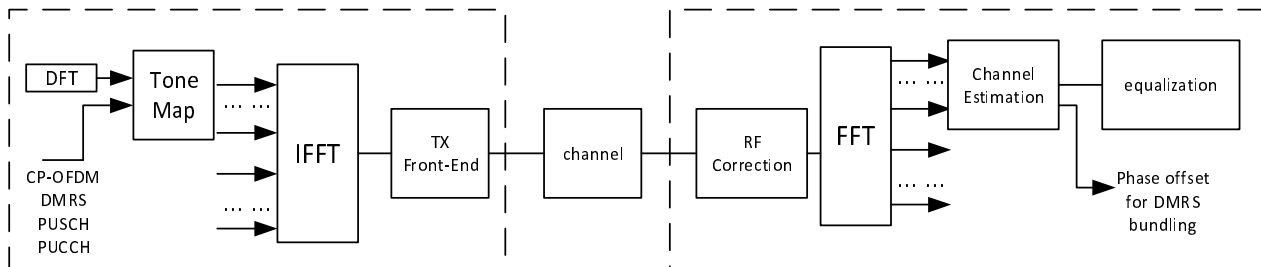 DFT
Tone
Map
... ...
... ...
CP-OFDM
DMRS
PUSCH
PUCCH
IFFT
TX
Front-End
channel
RF
Correction
FFT
... ...
... ...
Channel
Estimation
equalization
Phase offset
for DMRS
bundling